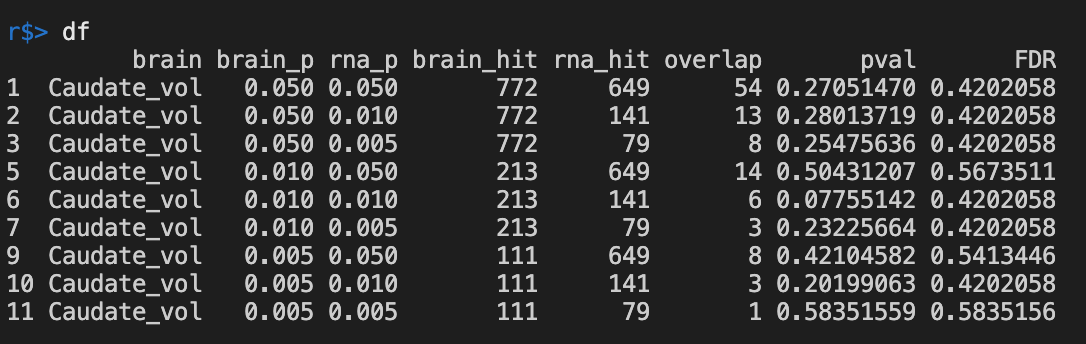 r$> df
brain brain_p rna_p brain_hit rna_hit overlap pval FDR
1 Caudate_vol 0.050 0.050 772 649 54 0.27051470 0.4202058
2 Caudate_vol 0.050 0.010 772 141 13 0.28013719 0.4202058
3 Caudate_vol 0.050 0.005 772 79 8 0.25475636 0.4202058
5 Caudate_vol 0.010 0.050 213 649 14 0.50431207 0.5673511
6 Caudate_vol 0.010 0.010 213 141 6 0.07755142 0.4202058
7 Caudate_vol 0.010 0.005 213 79 3 0.23225664 0.4202058
9 Caudate_vol 0.005 0.050 111 649 8 0.42104582 0.5413446
10 Caudate_vol 0.005 0.010 111 141 3 0.20199063 0.4202058
11 Caudate_vol 0.005 0.005 111 79 1 0.58351559 0.5835156